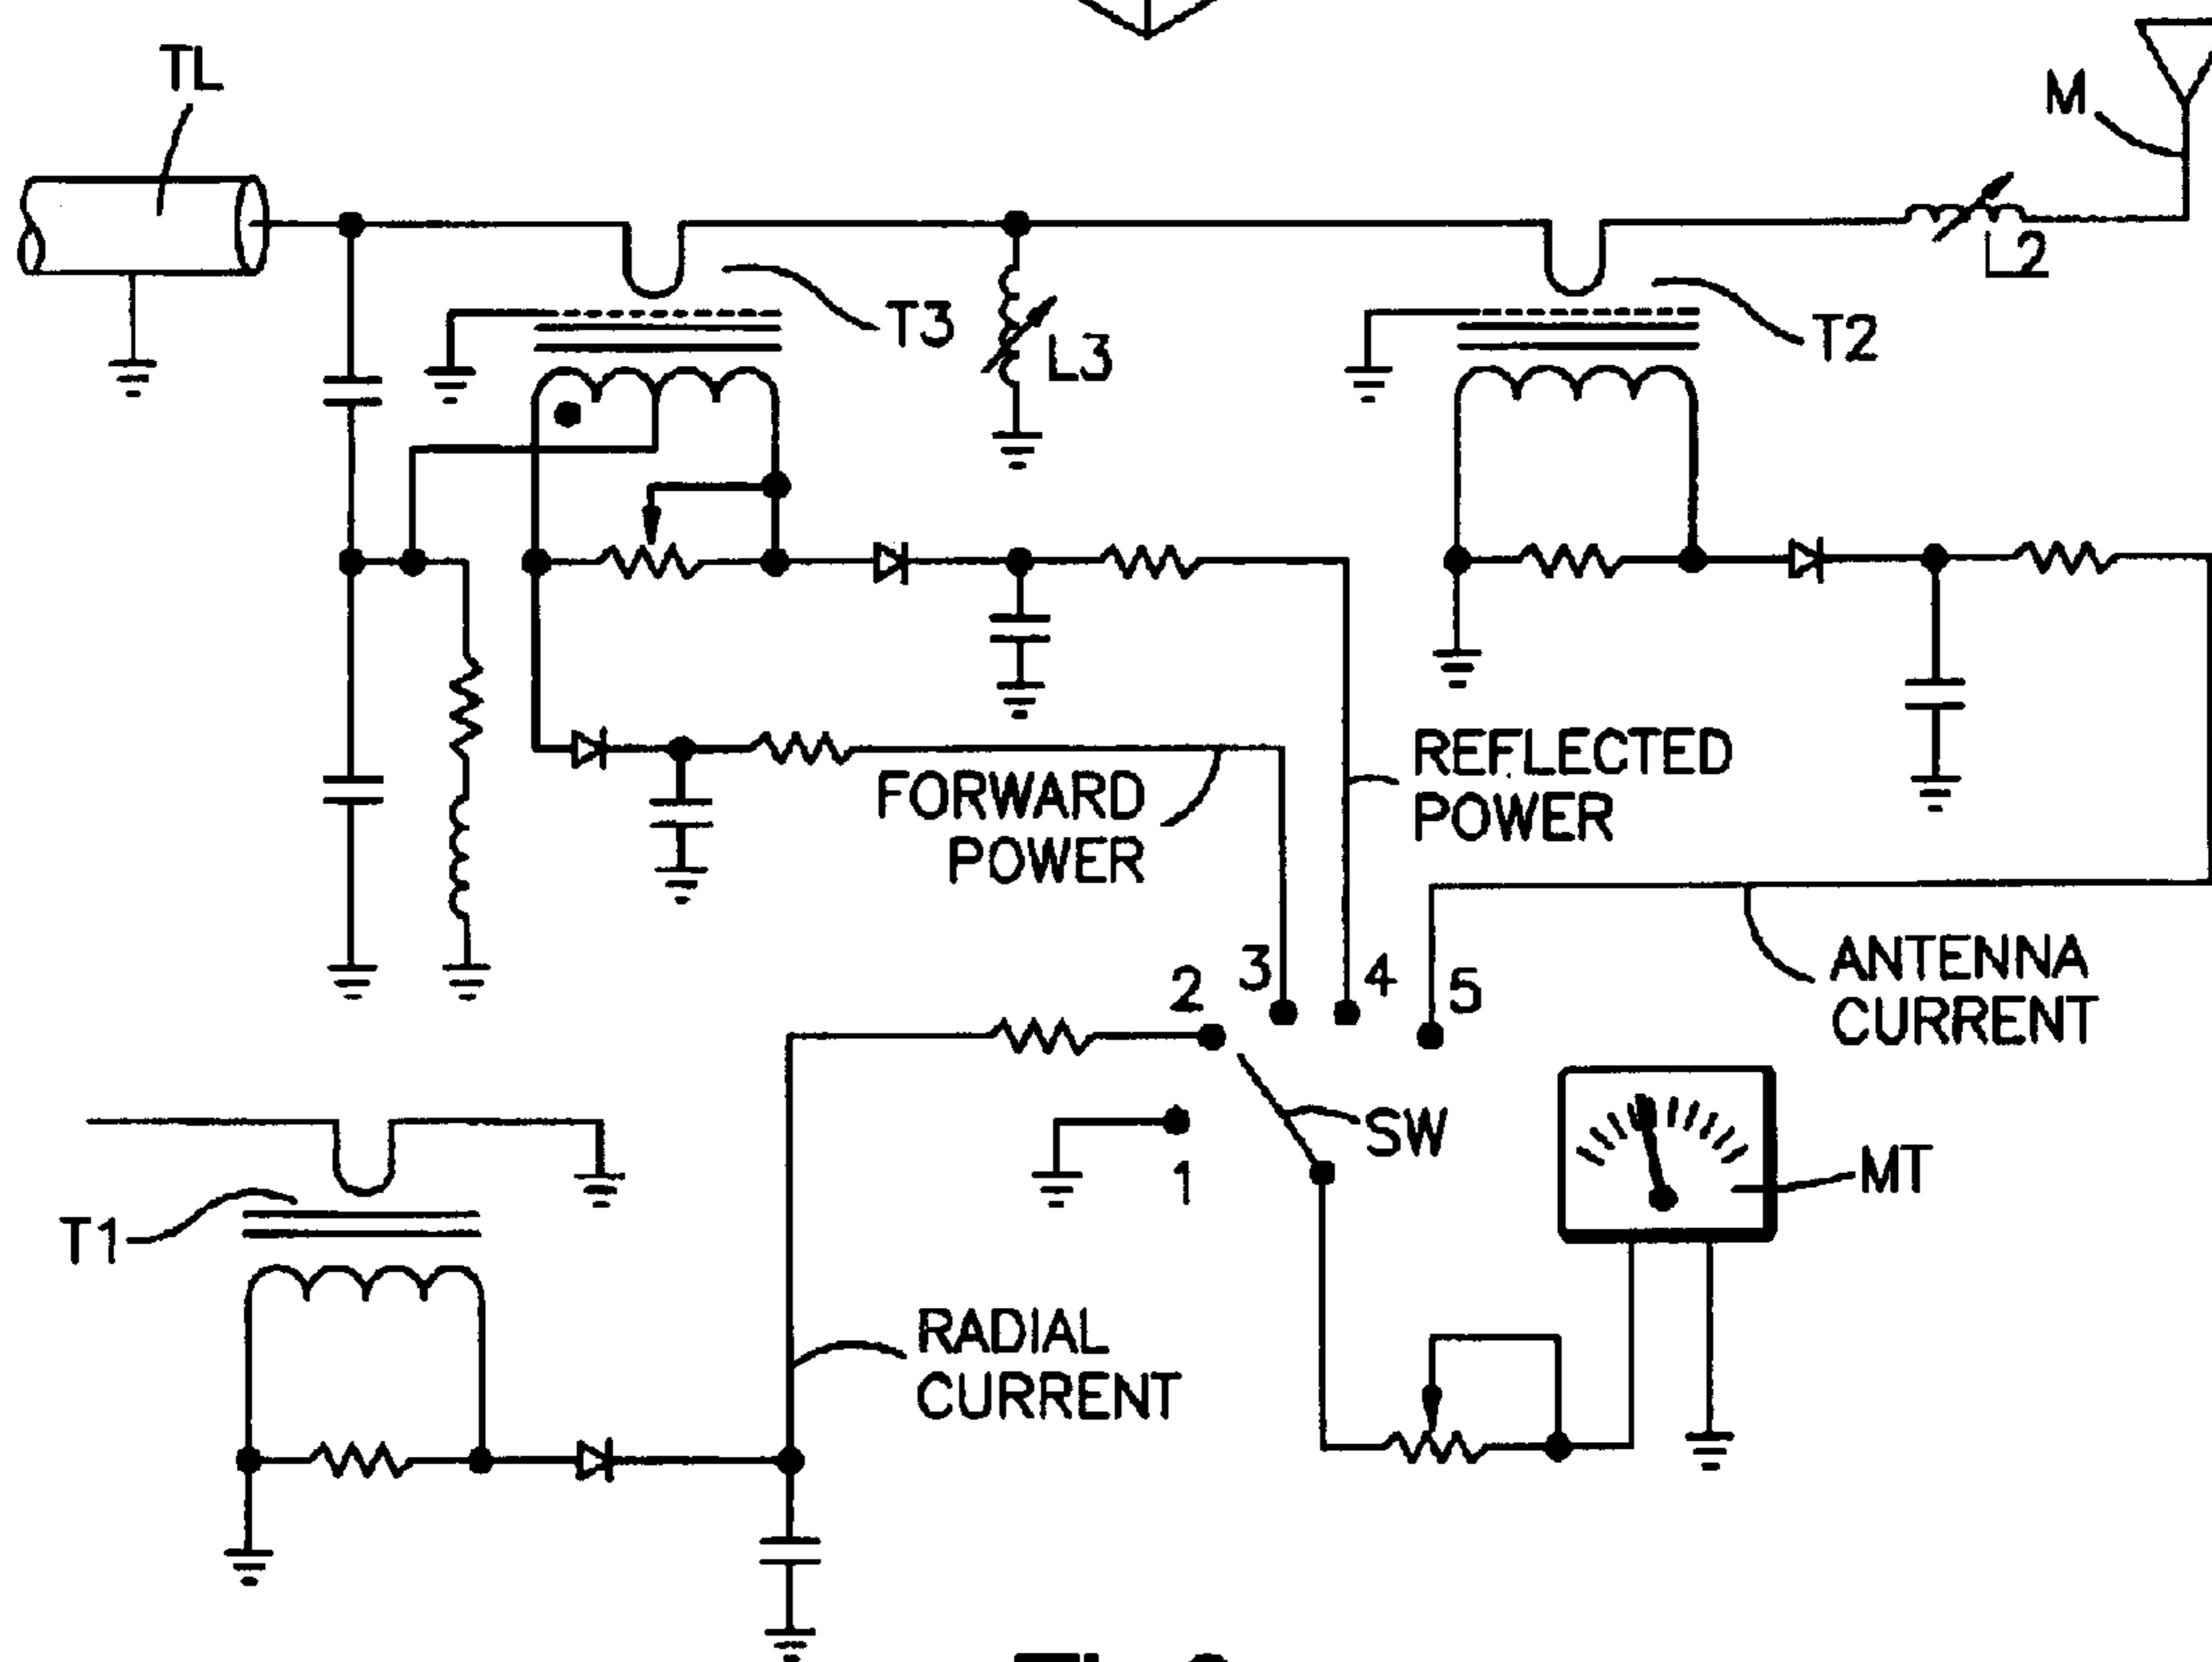 TL
M
L2
T3
L3
T2
REFLECTED
POWER
FORWARD
POWER
ANTENNA
CURRENT
2
3
4
5
SW
1
MT
T1
RADIAL
CURRENT